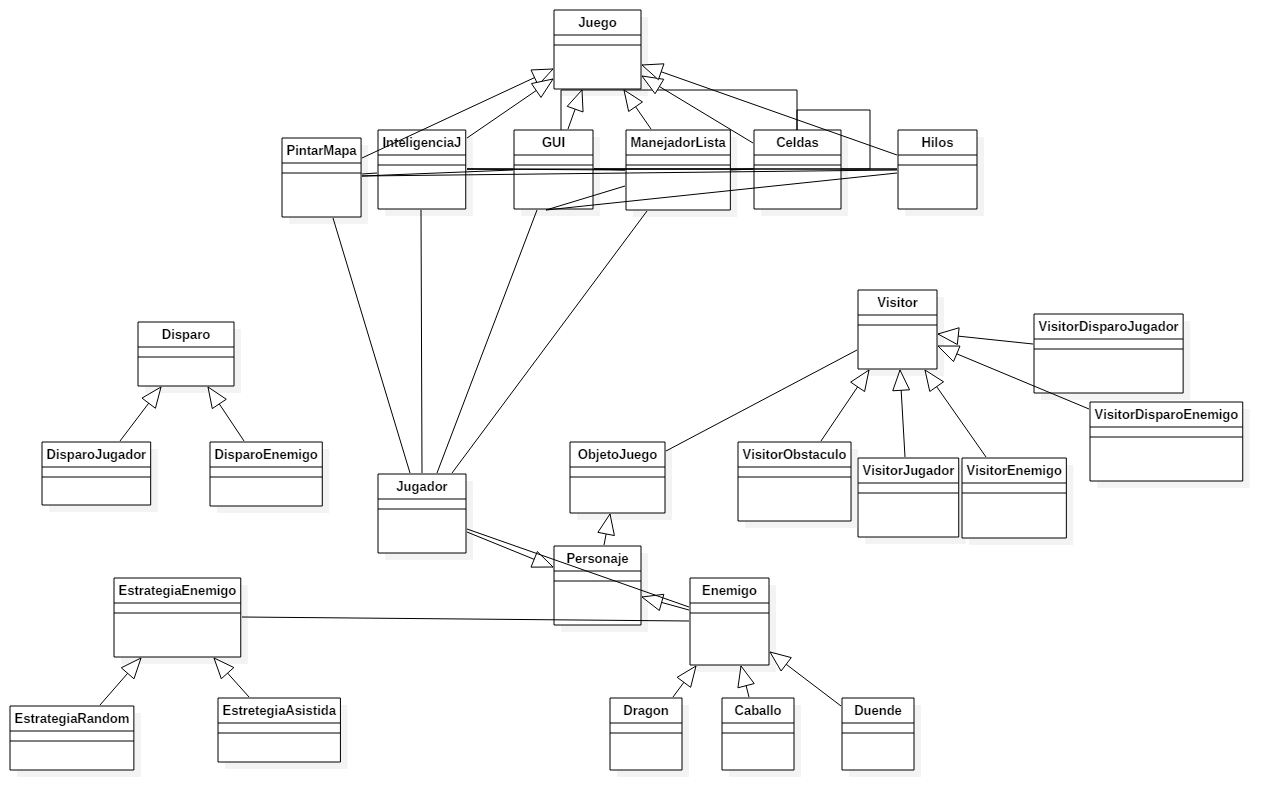 Juego
PintarMapa
InteligenciaJ
GUI
ManejadorLista
Celdas
Hilos
Visitor
VisitorDisparoJugador
Disparo
VisitorDisparoEnemigo
DisparoJugador
DisparoEnemigo
ObjetoJuego
VisitorObstaculo
VisitorJugador
VisitorEnemigo
Jugador
Personaje
EstrategiaEnemigo
Enemigo
EstrategiaRandom
EstretegiaAsistida
Dragon
Caballo
Duende